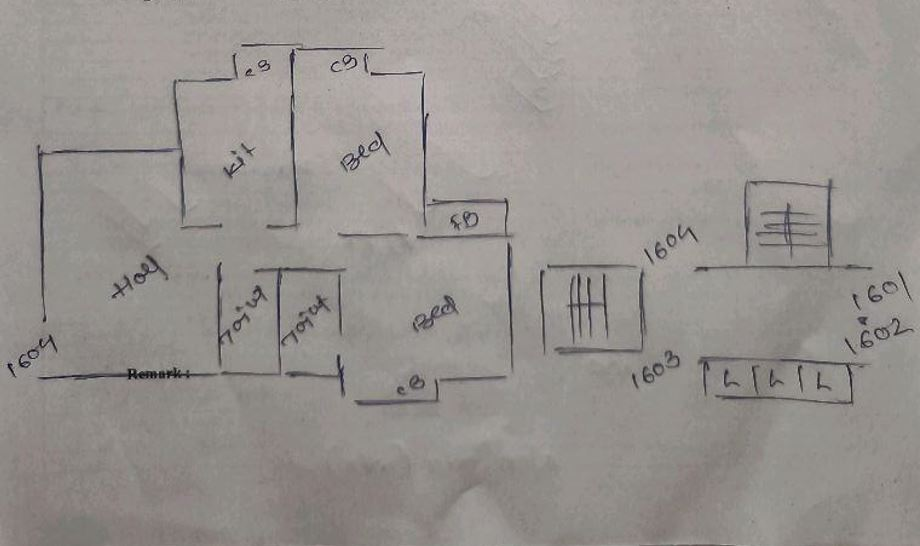 CB
CB
Kit
Bed
FB
Hall
Toilet
Toilet
Bed
CB
1604
Remark :
1604
1603
1601
1602
L L L